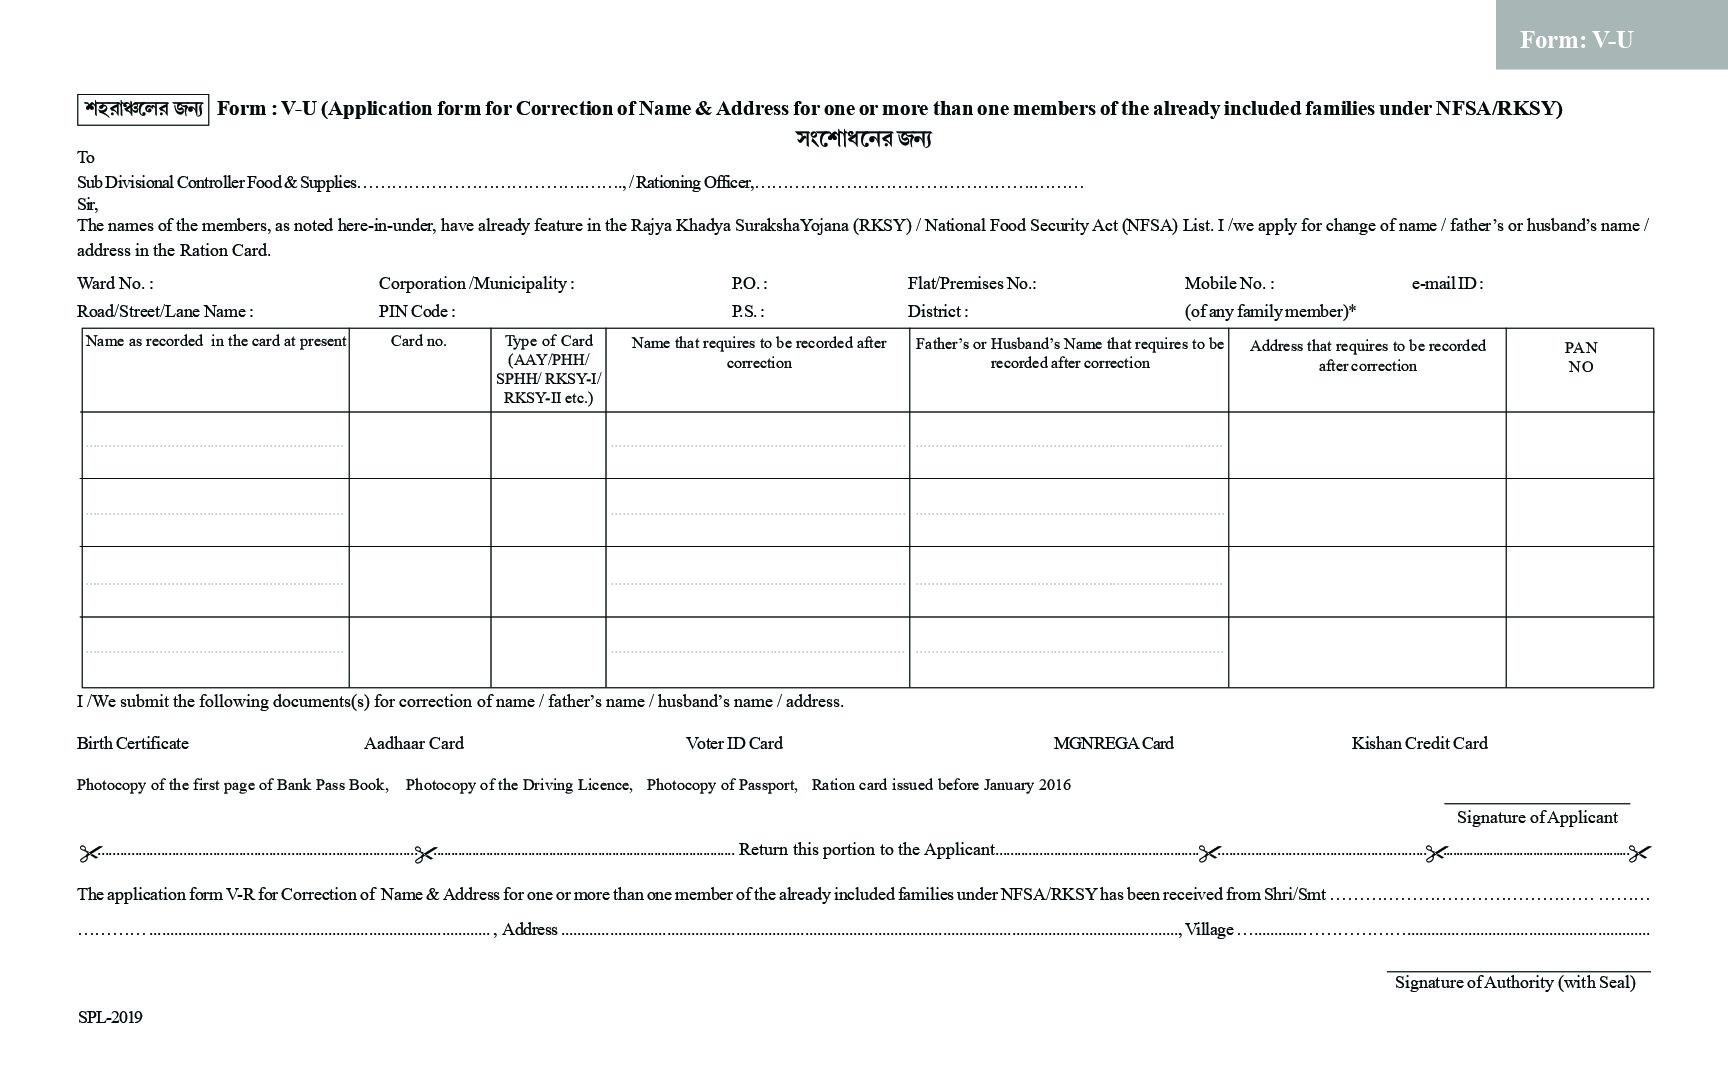 Form: V-U
শহরাঞ্চলের জন্য Form : V-U (Application form for Correction of Name & Address for one or more than one members of the already included families under NFSA/RKSY)
সংশোধনের জন্য
To
Sub Divisional Controller Food & Supplies............................................, / Rationing Officer,..........................................................
Sir,
The names of the members, as noted here-in-under, have already feature in the Rajya Khadya SurakshaYojana (RKSY) / National Food Security Act (NFSA) List. I /we apply for change of name / father’s or husband’s name /
address in the Ration Card.
Ward No. : Corporation /Municipality : P.O. : Flat/Premises No.: Mobile No. : e-mail ID :
Road/Street/Lane Name : PIN Code : P.S. : District : (of any family member)*
Name as recorded in the card at present Card no. Type of Card Name that requires to be recorded after Father’s or Husband’s Name that requires to be Address that requires to be recorded PAN
(AAY/PHH/ correction recorded after correction after correction NO
SPHH/ RKSY-I/
RKSY-II etc.)
I /We submit the following documents(s) for correction of name / father’s name / husband’s name / address.
Birth Certificate Aadhaar Card Voter ID Card MGNREGA Card Kishan Credit Card
Photocopy of the first page of Bank Pass Book, Photocopy of the Driving Licence, Photocopy of Passport, Ration card issued before January 2016
Signature of Applicant
.......................................................... Return this portion to the Applicant..........................................................
The application form V-R for Correction of Name & Address for one or more than one member of the already included families under NFSA/RKSY has been received from Shri/Smt ..........................................................
.......................................................... , Address .........................................................., Village ..........................................................
Signature of Authority (with Seal)
SPL-2019